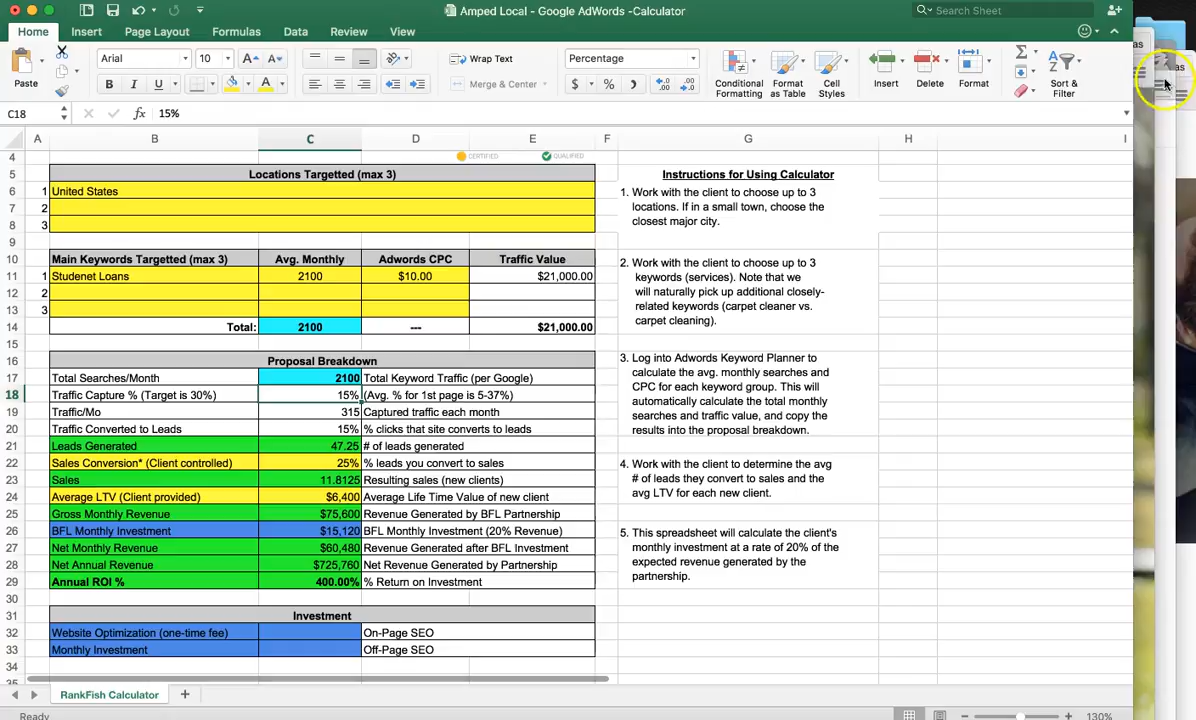 Amped Local - Google AdWords -Calculator
Search Sheet
Home Insert Page Layout Formulas Data Review View
Paste
Arial 10
Wrap Text
Merge & Center
Percentage
Conditional Formatting
Format as Table
Cell Styles
Insert Delete Format
Sort & Filter
C18 fx 15%
A B C D E F G H I
4 CERTIFIED QUALIFIED
5 Locations Targetted (max 3) Instructions for Using Calculator
6 1 United States
7 2
8 3
9
1. Work with the client to choose up to 3
locations. If in a small town, choose the
closest major city.
10 Main Keywords Targetted (max 3) Avg. Monthly Adwords CPC Traffic Value
11 1 Studenet Loans 2100 $10.00 $21,000.00
12 2
13 3
14 Total: 2100 --- $21,000.00
15
2. Work with the client to choose up to 3
keywords (services). Note that we
will naturally pick up additional closely-
related keywords (carpet cleaner vs.
carpet cleaning).
16 Proposal Breakdown
17 Total Searches/Month 2100 Total Keyword Traffic (per Google)
18 Traffic Capture % (Target is 30%) 15% (Avg. % for 1st page is 5-37%)
19 Traffic/Mo 315 Captured traffic each month
20 Traffic Converted to Leads 15% % clicks that site converts to leads
21 Leads Generated 47.25 # of leads generated
22 Sales Conversion* (Client controlled) 25% % leads you convert to sales
23 Sales 11.8125 Resulting sales (new clients)
24 Average LTV (Client provided) $6,400 Average Life Time Value of new client
25 Gross Monthly Revenue $75,600 Revenue Generated by BFL Partnership
26 BFL Monthly Investment $15,120 BFL Monthly Investment (20% Revenue)
27 Net Monthly Revenue $60,480 Revenue Generated after BFL Investment
28 Net Annual Revenue $725,760 Net Revenue Generated by Partnership
29 Annual ROI % 400.00% % Return on Investment
30
3. Log into Adwords Keyword Planner to
calculate the avg. monthly searches and
CPC for each keyword group. This will
automatically calculate the total monthly
searches and traffic value, and copy the
results into the proposal breakdown.
4. Work with the client to determine the avg
# of leads they convert to sales and the
avg LTV for each new client.
5. This spreadsheet will calculate the client's
monthly investment at a rate of 20% of the
expected revenue generated by the
partnership.
31 Investment
32 Website Optimization (one-time fee) On-Page SEO
33 Monthly Investment Off-Page SEO
34
35
RankFish Calculator
Ready 130%